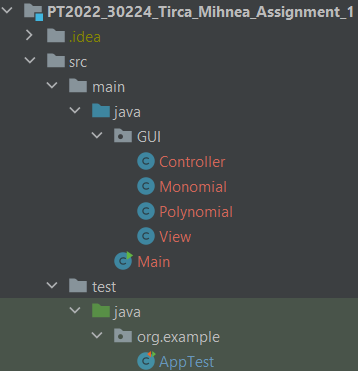 PT2022_30224_Tirca_Mihnea_Assignment_1
.idea
src
main
java
GUI
Controller
Monomial
Polynomial
View
Main
test
java
org.example
AppTest